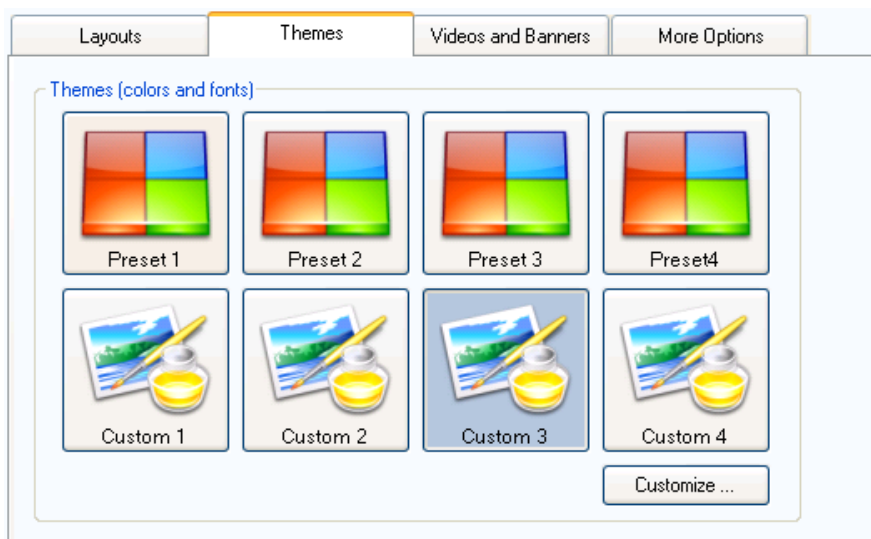 Layouts Themes Videos and Banners More Options
Themes (colors and fonts)
Preset 1 Preset 2 Preset 3 Preset4
Custom 1 Custom 2 Custom 3 Custom 4
Customize ...